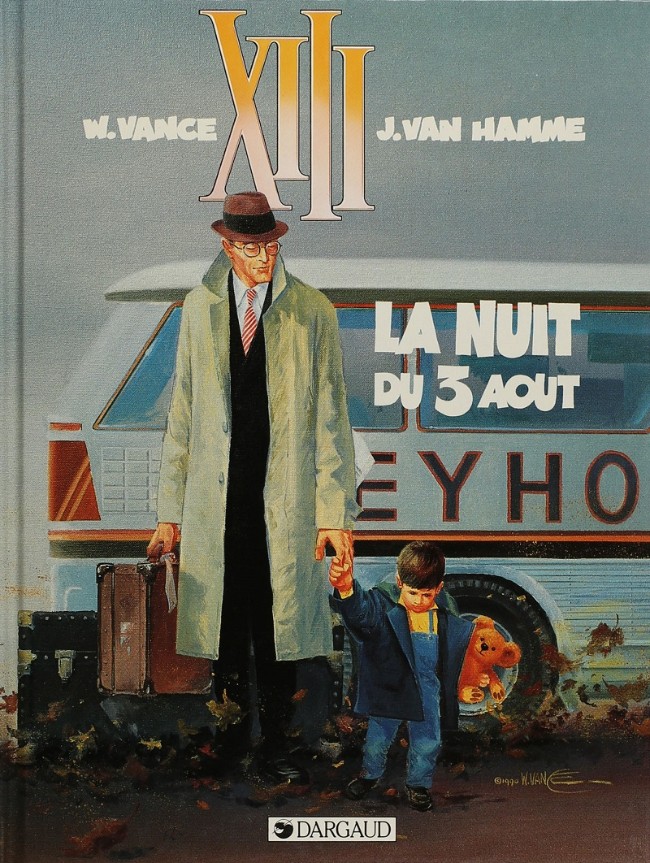 XIII
W. VANCE
J. VAN HAMME
LA NUIT
DU 3 AOUT
EYHO
©1990 W. VANCE
DARGAUD